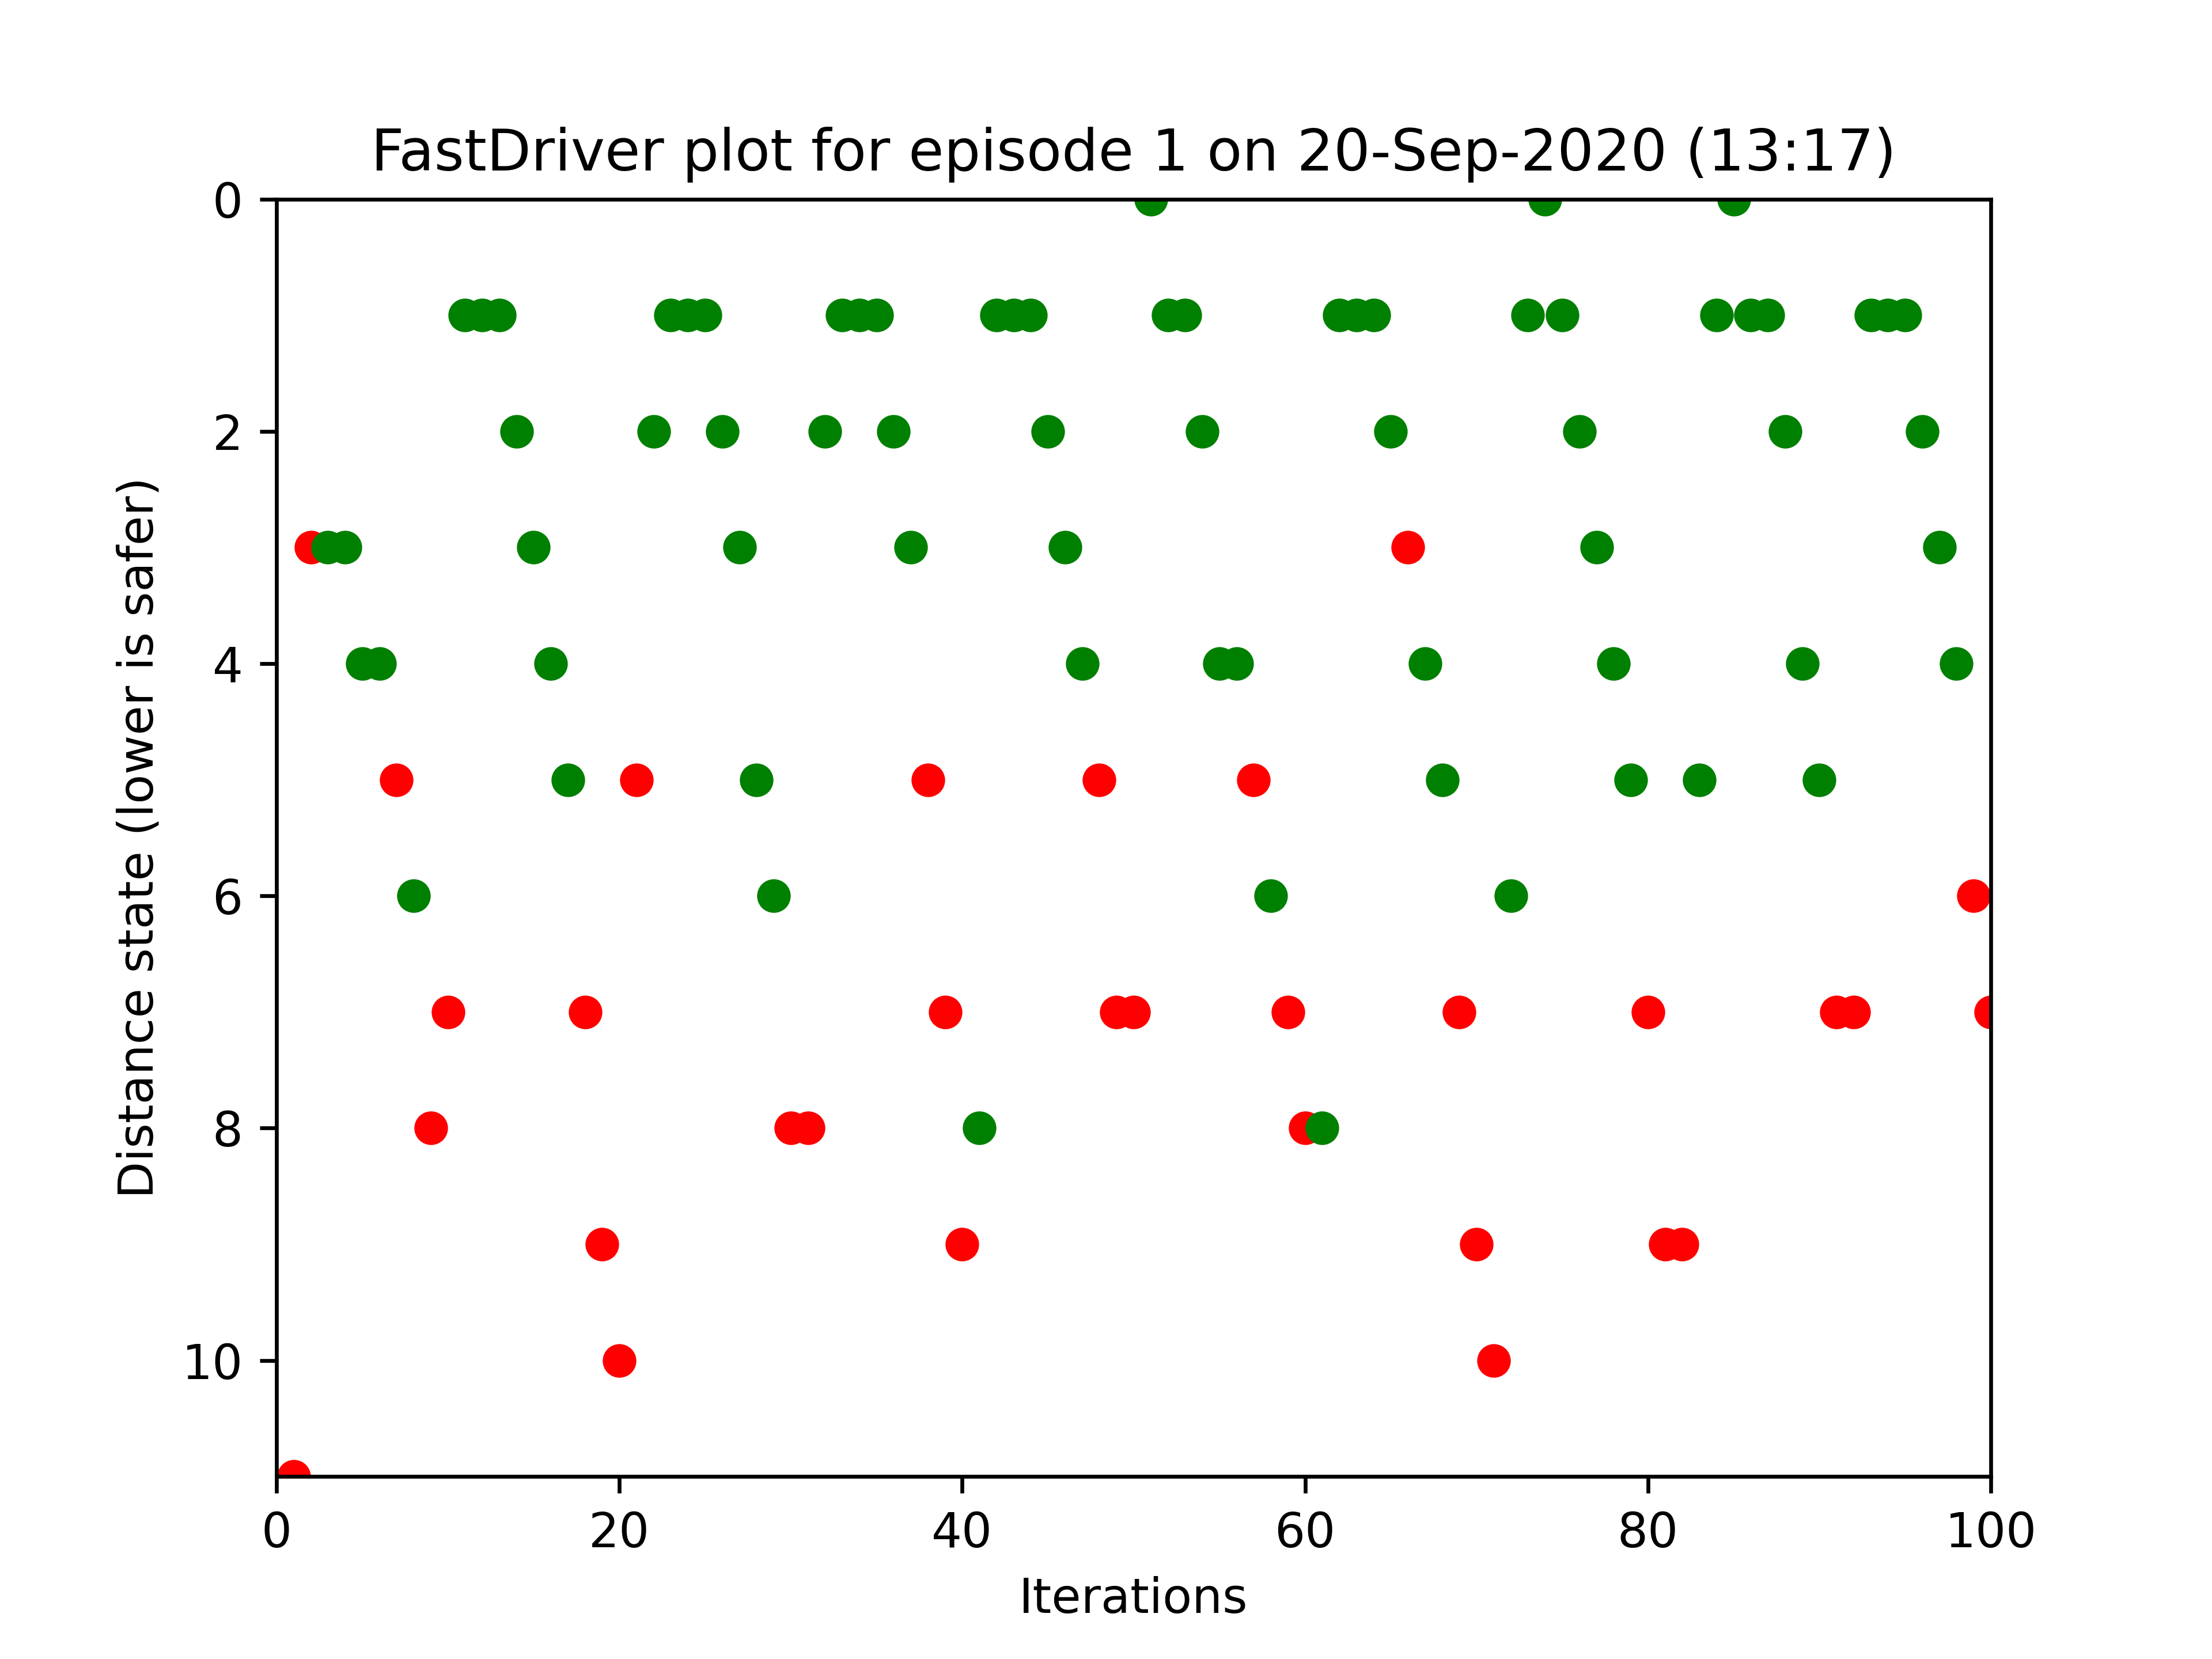 FastDriver plot for episode 1 on 20-Sep-2020 (13:17)
0
2
4
6
8
10
Distance state (lower is safer)
0 20 40 60 80 100
Iterations